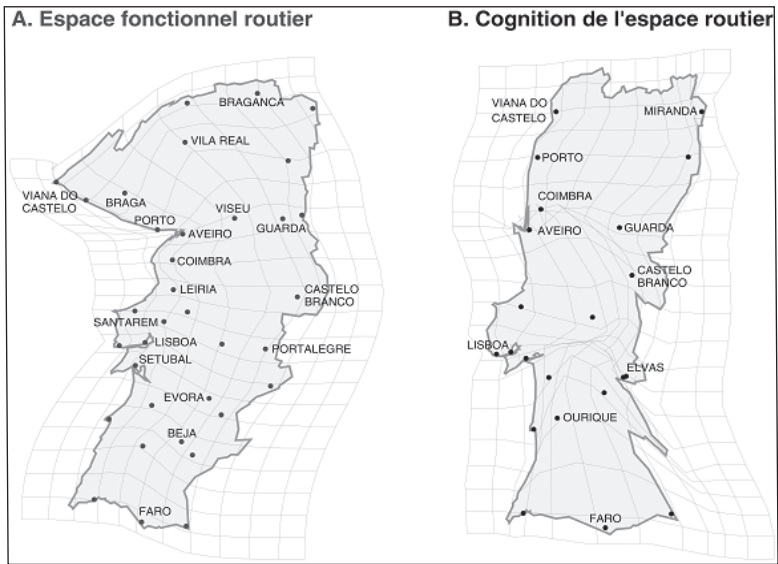 A. Espace fonctionnel routier
BRAGANCA
VILA REAL
VIANA DO
CASTELO
BRAGA
PORTO
VISEU
AVEIRO
GUARDA
COIMBRA
LEIRIA
CASTELO
BRANCO
SANTAREM
LISBOA
SETUBAL
PORTALEGRE
EVORA
BEJA
FARO
B. Cognition de l'espace routier
VIANA DO
CASTELO
MIRANDA
PORTO
COIMBRA
AVEIRO
GUARDA
CASTELO
BRANCO
LISBOA
ELVAS
OURIQUE
FARO